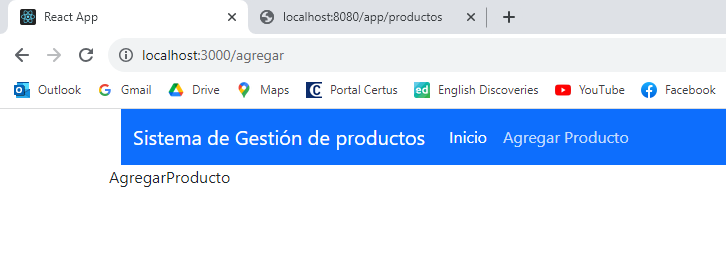 React App
localhost:8080/app/productos
localhost:3000/agregar
Outlook Gmail Drive Maps Portal Certus English Discoveries YouTube Facebook
Sistema de Gestión de productos Inicio Agregar Producto
AgregarProducto